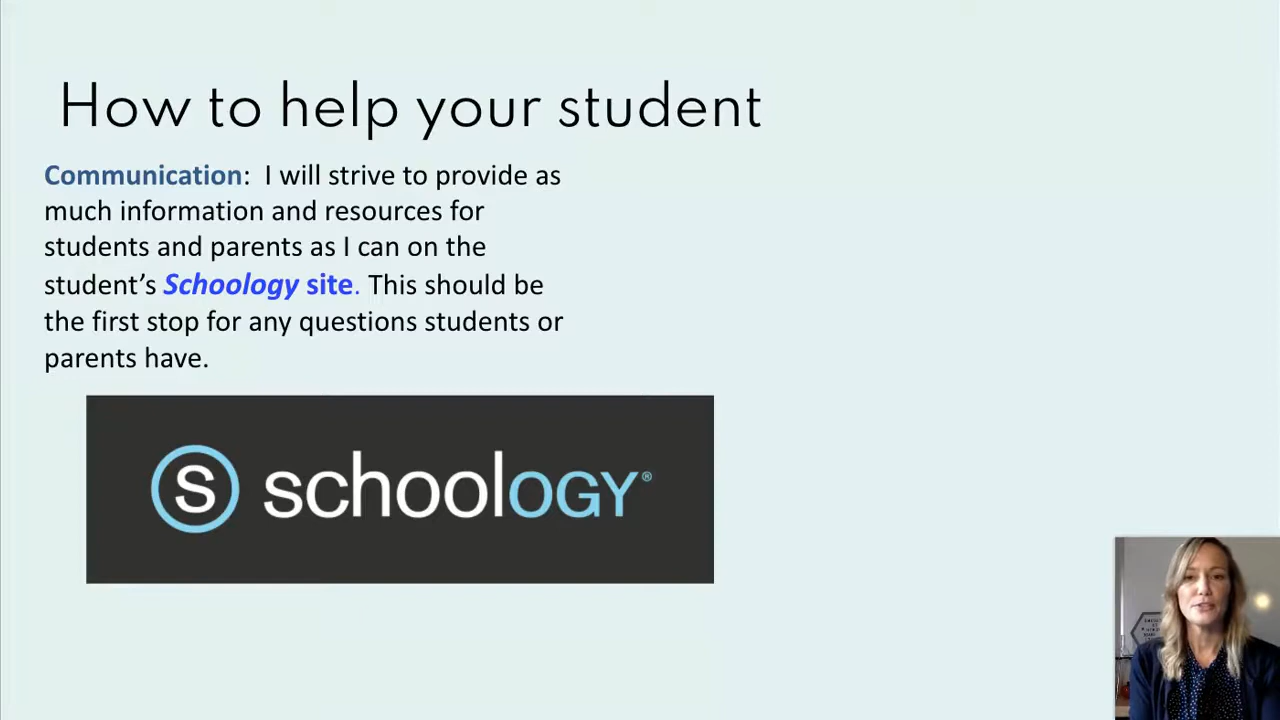 How to help your student
Communication:  I will strive to provide as
much information and resources for
students and parents as I can on the
student’s Schoology site. This should be
the first stop for any questions students or
parents have.
S schoology®